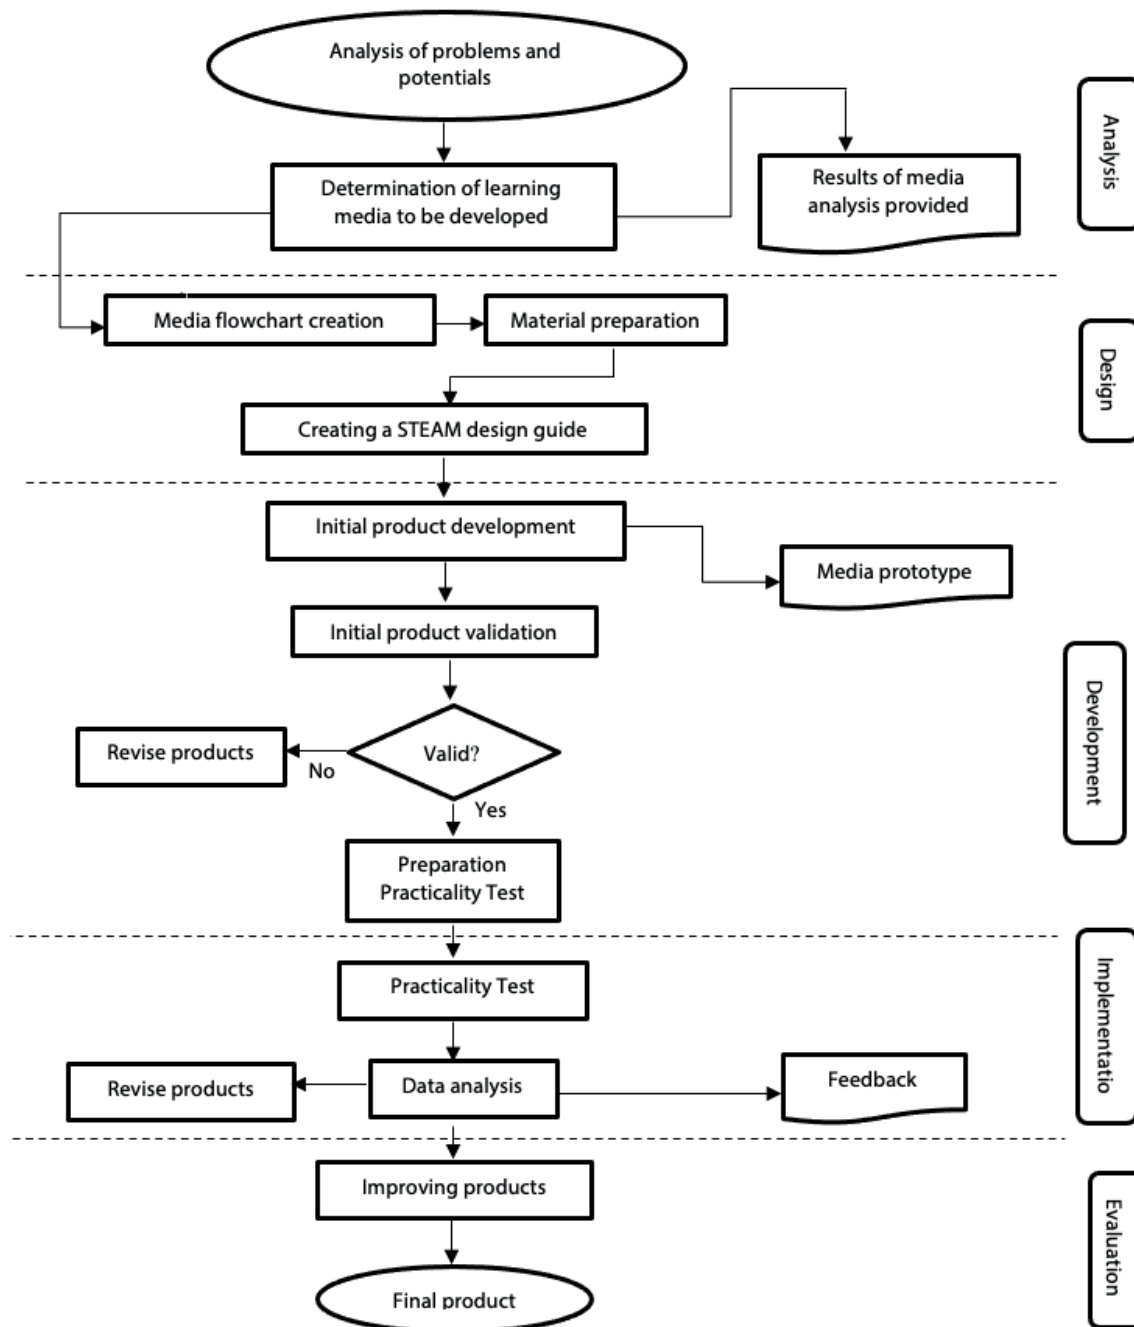 Analysis of problems and
potentials
Determination of learning
media to be developed
Results of media
analysis provided
Analysis
Media flowchart creation
Material preparation
Creating a STEAM design guide
Design
Initial product development
Media prototype
Initial product validation
Valid?
No
Revise products
Yes
Preparation
Practicality Test
Development
Practicality Test
Data analysis
Revise products
Feedback
Implementatio
Improving products
Final product
Evaluation